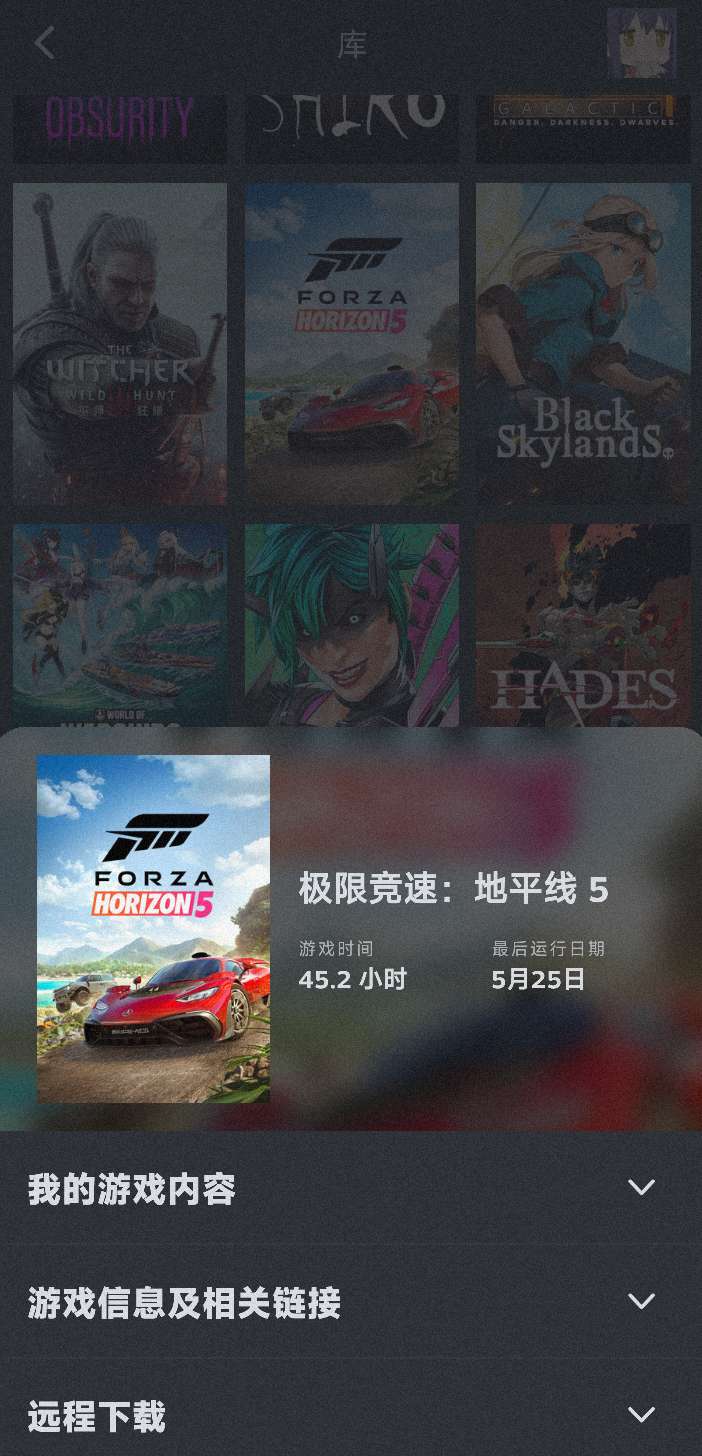 库
OBSURITY
SHIRO
GALACTIC
DANGER. DARKNESS. DWARVES.
THE
WITCHER
WILD HUNT
巫师 狂猎
FORZA
HORIZON 5
Black
Skylands
WORLD OF
WARSHIPS
HADES
FORZA
HORIZON 5
极限竞速：地平线 5
游戏时间
最后运行日期
45.2 小时
5月25日
我的游戏内容
游戏信息及相关链接
远程下载